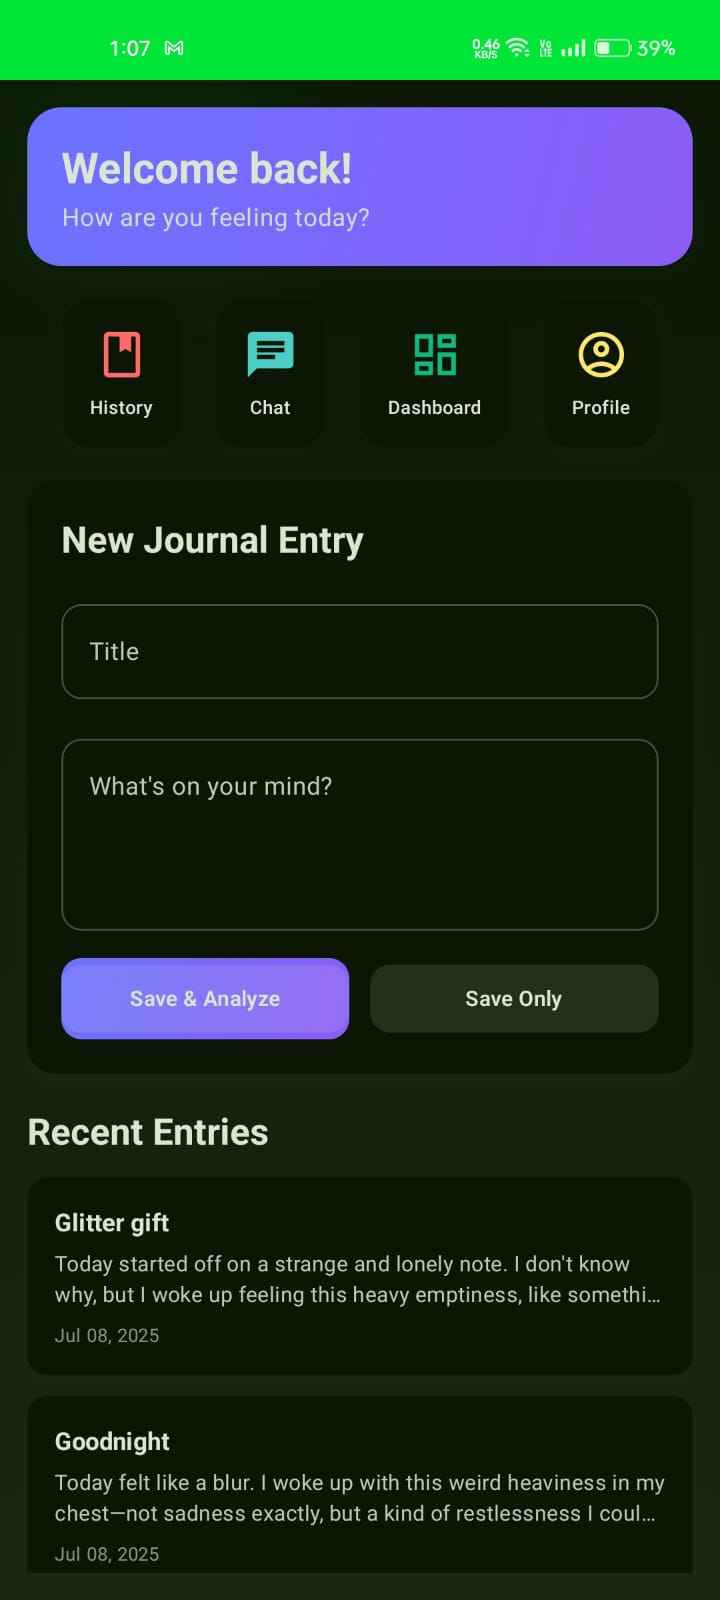 1:07 0.46 KB/S Vo LTE 39%
Welcome back!
How are you feeling today?
History Chat Dashboard Profile
New Journal Entry
Title
What's on your mind?
Save & Analyze Save Only
Recent Entries
Glitter gift
Today started off on a strange and lonely note. I don't know
why, but I woke up feeling this heavy emptiness, like somethi...
Jul 08, 2025
Goodnight
Today felt like a blur. I woke up with this weird heaviness in my
chest—not sadness exactly, but a kind of restlessness I coul...
Jul 08, 2025